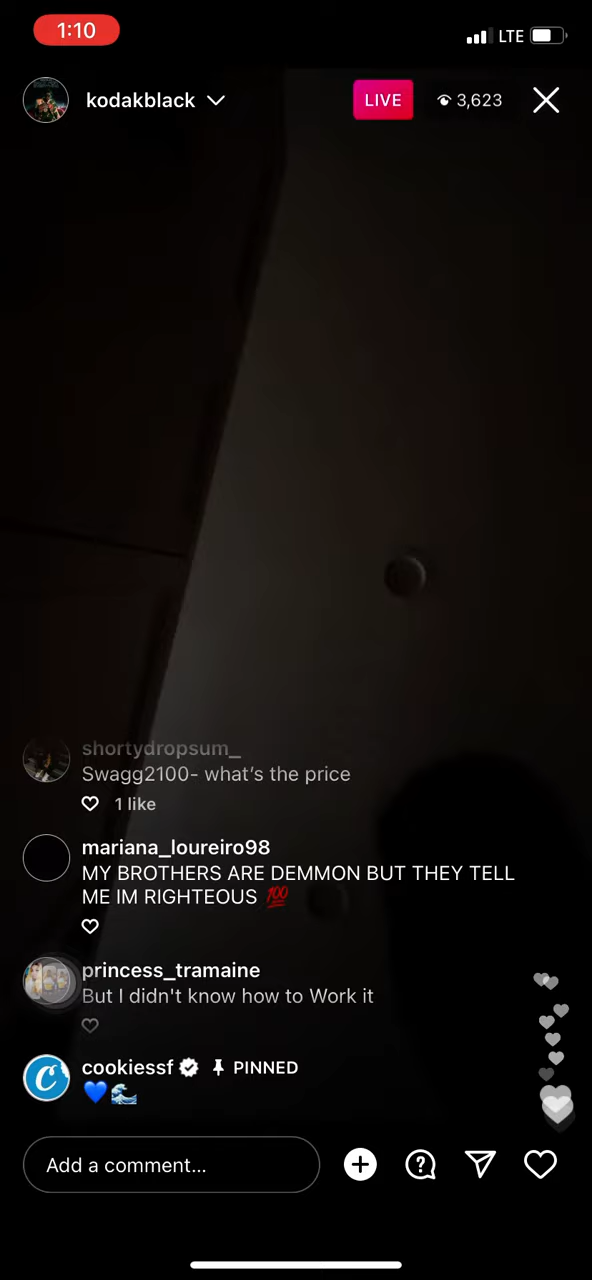 1:10
LTE
kodakblack
LIVE
3,623
shortydropsum_
Swagg2100- what's the price
1 like
mariana_loureiro98
MY BROTHERS ARE DEMMON BUT THEY TELL
ME IM RIGHTEOUS 💯
princess_tramaine
But I didn't know how to Work it
cookiessf PINNED
💙🌊
Add a comment...